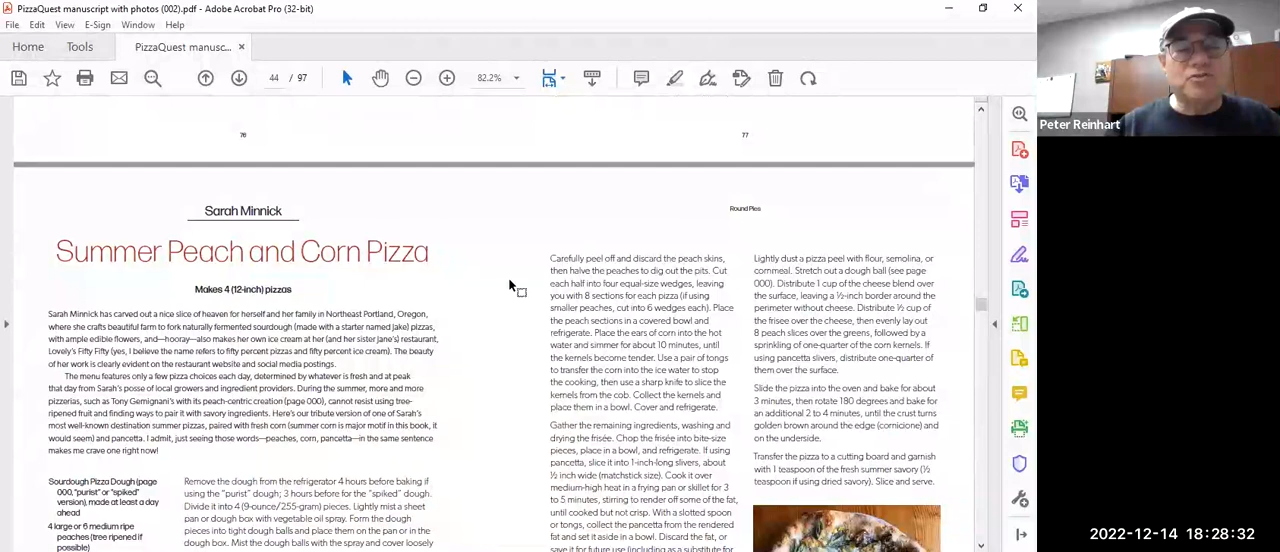 PizzaQuest manuscript with photos (002).pdf - Adobe Acrobat Pro (32-bit)
File Edit View E-Sign Window Help
Home Tools PizzaQuest manusc... ×
44 / 97 82.2%
76 77
Sarah Minnick
Round Pies
Summer Peach and Corn Pizza
Makes 4 (12-inch) pizzas
Sarah Minnick has carved out a nice slice of heaven for herself and her family in Northeast Portland, Oregon,
where she crafts beautiful farm to fork naturally fermented sourdough (made with a starter named Jake) pizzas,
with ample edible flowers, and—hooray—also makes her own ice cream at her (and her sister Jane's) restaurant,
Lovely's Fifty Fifty (yes, I believe the name refers to fifty percent pizzas and fifty percent ice cream). The beauty
of her work is clearly evident on the restaurant website and social media postings.
The menu features only a few pizza choices each day, determined by whatever is fresh and at peak
that day from Sarah's posse of local growers and ingredient providers. During the summer, more and more
pizzerias, such as Tony Gemignani's with its peach-centric creation (page 000), cannot resist using tree-
ripened fruit and finding ways to pair it with savory ingredients. Here's our tribute version of one of Sarah's
most well-known destination summer pizzas, paired with fresh corn (summer corn is major motif in this book, it
would seem) and pancetta. I admit, just seeing those words—peaches, corn, pancetta—in the same sentence
makes me crave one right now!
Sourdough Pizza Dough (page
000, "purist" or "spiked"
version), made at least a day
ahead
4 large or 6 medium ripe
peaches (tree ripened if
possible)
Remove the dough from the refrigerator 4 hours before baking if
using the "purist" dough; 3 hours before for the "spiked" dough.
Divide it into 4 (9-ounce/255-gram) pieces. Lightly mist a sheet
pan or dough box with vegetable oil spray. Form the dough
pieces into tight dough balls and place them on the pan or in the
dough box. Mist the dough balls with the spray and cover loosely
Carefully peel off and discard the peach skins,
then halve the peaches to dig out the pits. Cut
each half into four equal-size wedges, leaving
you with 8 sections for each pizza (if using
smaller peaches, cut into 6 wedges each). Place
the peach sections in a covered bowl and
refrigerate. Place the ears of corn into the hot
water and simmer for about 10 minutes, until
the kernels become tender. Use a pair of tongs
to transfer the corn into the ice water to stop
the cooking, then use a sharp knife to slice the
kernels from the cob. Collect the kernels and
place them in a bowl. Cover and refrigerate.
Gather the remaining ingredients, washing and
drying the frisée. Chop the frisée into bite-size
pieces, place in a bowl, and refrigerate. If using
pancetta, slice it into 1-inch-long slivers, about
½ inch wide (matchstick size). Cook it over
medium-high heat in a frying pan or skillet for 3
to 5 minutes, stirring to render off some of the fat,
until cooked but not crisp. With a slotted spoon
or tongs, collect the pancetta from the rendered
fat and set it aside in a bowl. Discard the fat, or
save it for future use (including as a substitute for
Lightly dust a pizza peel with flour, semolina, or
cornmeal. Stretch out a dough ball (see page
000). Distribute 1 cup of the cheese blend over
the surface, leaving a ½-inch border around the
perimeter without cheese. Distribute ½ cup of
the frisee over the cheese, then evenly lay out
8 peach slices over the greens, followed by a
sprinkling of one-quarter of the corn kernels. If
using pancetta slivers, distribute one-quarter of
them over the surface.
Slide the pizza into the oven and bake for about
3 minutes, then rotate 180 degrees and bake for
an additional 2 to 4 minutes, until the crust turns
golden brown around the edge (cornicione) and
on the underside.
Transfer the pizza to a cutting board and garnish
with 1 teaspoon of the fresh summer savory (½
teaspoon if using dried savory). Slice and serve.
Peter Reinhart
2022-12-14 18:28:32